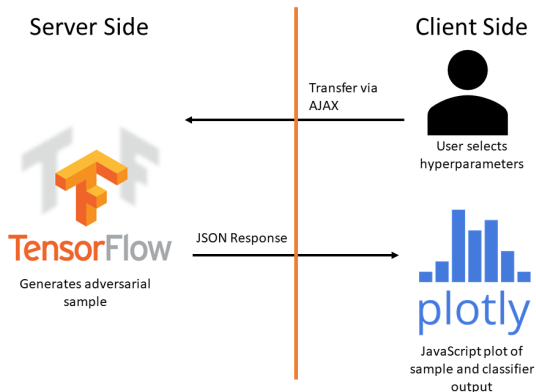 Server Side
Client Side
Transfer via
AJAX
User selects
hyperparameters
TensorFlow
Generates adversarial
sample
JSON Response
plotly
JavaScript plot of
sample and classifier
output